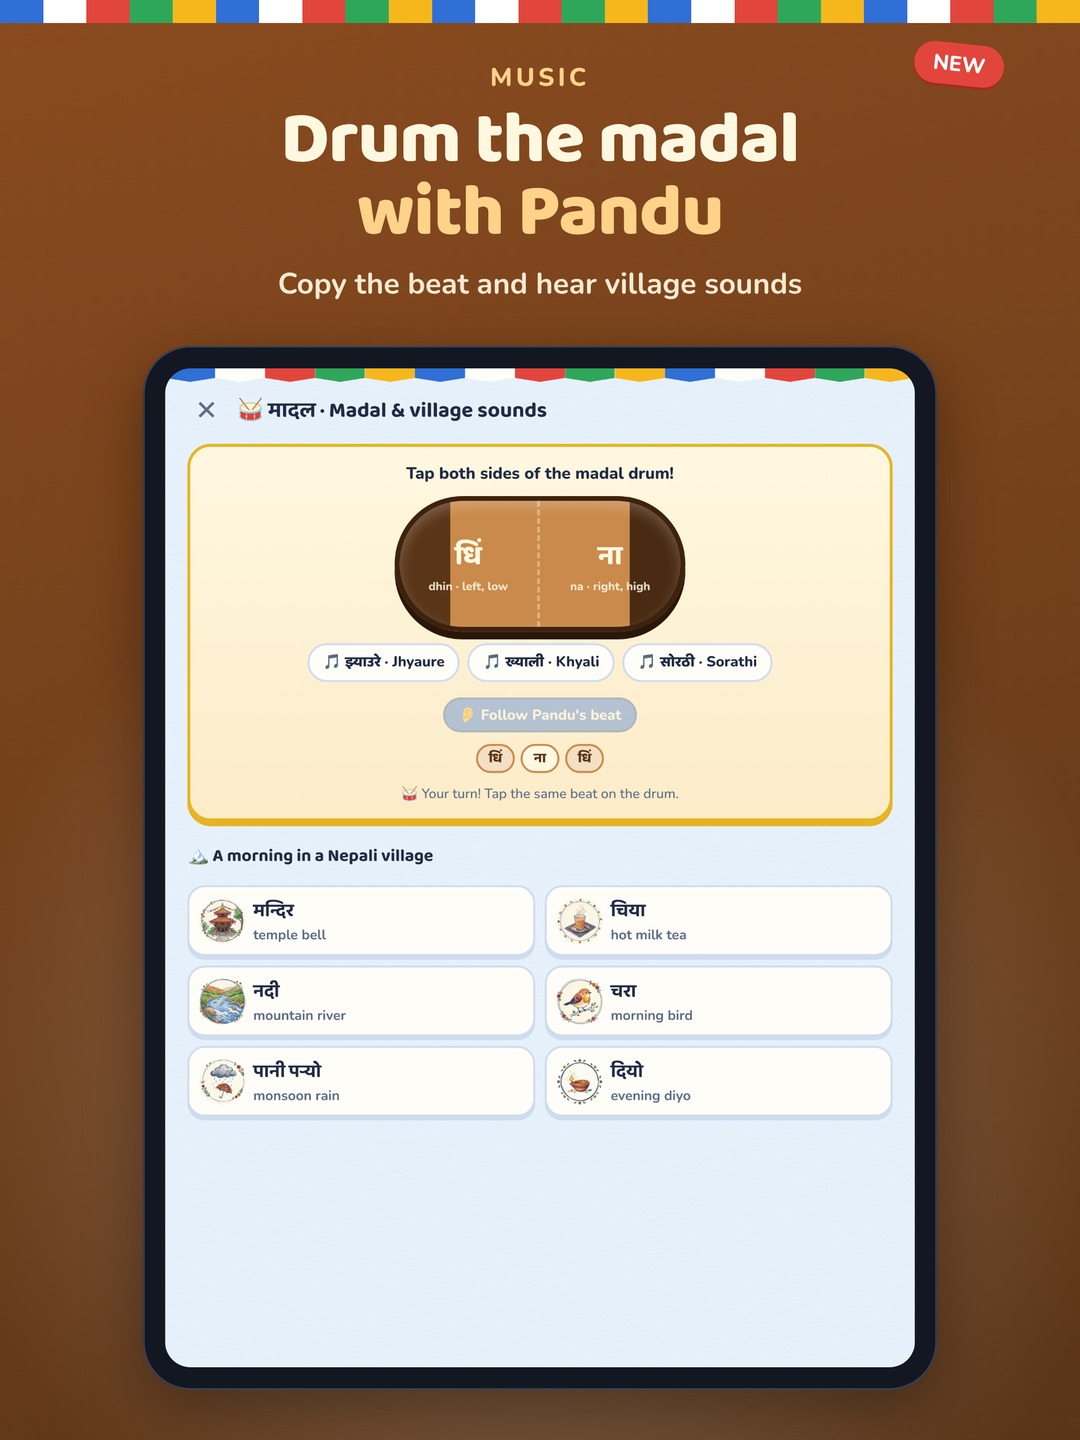 NEW
MUSIC
Drum the madal
with Pandu
Copy the beat and hear village sounds
मादल · Madal & village sounds
Tap both sides of the madal drum!
धिं ना
dhin · left, low na · right, high
झ्याउरे · Jhyaure ख्याली · Khyali सोरठी · Sorathi
Follow Pandu's beat
धिं ना धिं
Your turn! Tap the same beat on the drum.
A morning in a Nepali village
मन्दिर
temple bell
चिया
hot milk tea
नदी
mountain river
चरा
morning bird
पानी पऱ्यो
monsoon rain
दियो
evening diyo